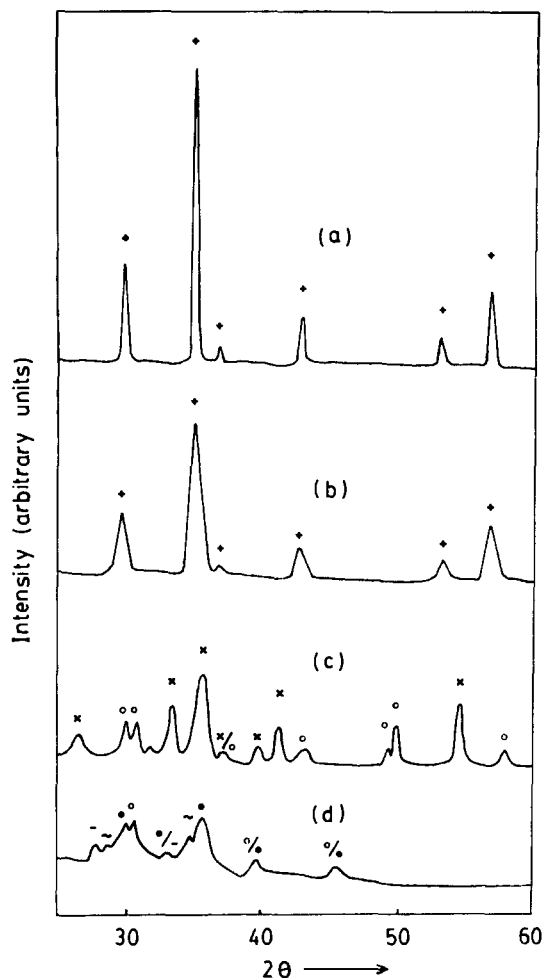 +
+
(a)
+
+
+
+
+
+
(b)
+
+
+
+
×
(c)
×
×
o o
×
×/o
×
o
o
o
o
(d)
•
o
•
~
-
~
•/-
o/•
o/•
30
40
50
60
2θ
Intensity (arbitrary units)